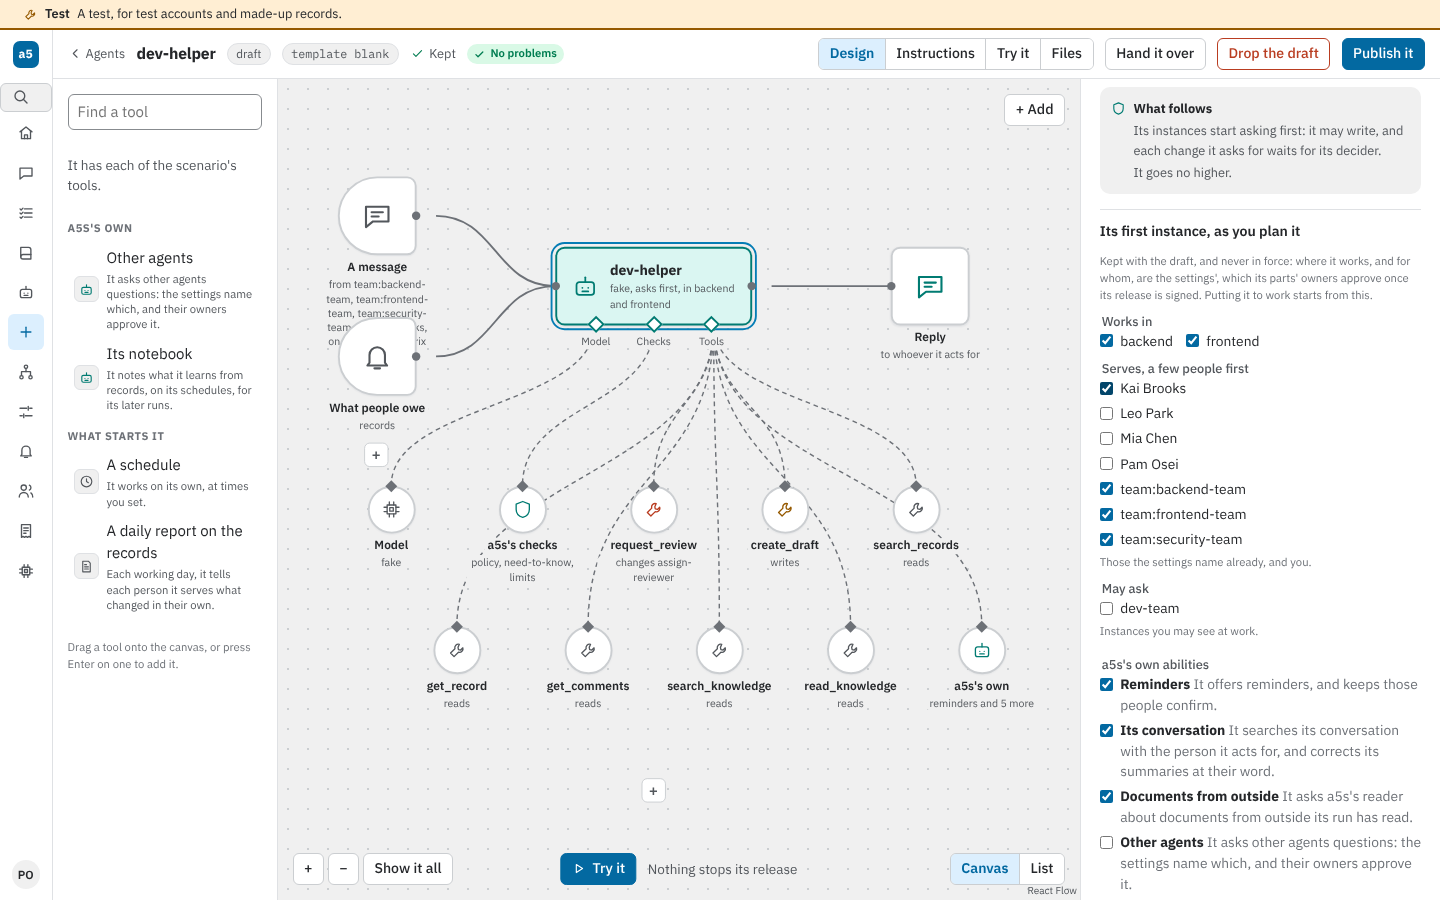 Test A test, for test accounts and made-up records.
a5
Agents
dev-helper
draft
template blank
Kept
No problems
Design
Instructions
Try it
Files
Hand it over
Drop the draft
Publish it
Find a tool
It has each of the scenario's
tools.
A5S'S OWN
Other agents
It asks other agents
questions: the settings name
which, and their owners
approve it.
Its notebook
It notes what it learns from
records, on its schedules, for
its later runs.
WHAT STARTS IT
A schedule
It works on its own, at times
you set.
A daily report on the
records
Each working day, it tells
each person it serves what
changed in their own.
Drag a tool onto the canvas, or press
Enter on one to add it.
PO
+ Add
A message
from team:backend-
team, team:frontend-
team, team:security-
What people owe
records
+
dev-helper
fake, asks first, in backend
and frontend
Model
Checks
Tools
Reply
to whoever it acts for
Model
fake
a5s's checks
policy, need-to-know,
limits
request_review
changes assign-
reviewer
create_draft
writes
search_records
reads
get_record
reads
get_comments
reads
search_knowledge
reads
read_knowledge
reads
a5s's own
reminders and 5 more
+
+
−
Show it all
Try it
Nothing stops its release
Canvas
List
React Flow
What follows
Its instances start asking first: it may write, and
each change it asks for waits for its decider.
It goes no higher.
Its first instance, as you plan it
Kept with the draft, and never in force: where it works, and for
whom, are the settings', which its parts' owners approve once
its release is signed. Putting it to work starts from this.
Works in
backend
frontend
Serves, a few people first
Kai Brooks
Leo Park
Mia Chen
Pam Osei
team:backend-team
team:frontend-team
team:security-team
Those the settings name already, and you.
May ask
dev-team
Instances you may see at work.
a5s's own abilities
Reminders It offers reminders, and keeps those
people confirm.
Its conversation It searches its conversation
with the person it acts for, and corrects its
summaries at their word.
Documents from outside It asks a5s's reader
about documents from outside its run has read.
Other agents It asks other agents questions: the
settings name which, and their owners approve
it.